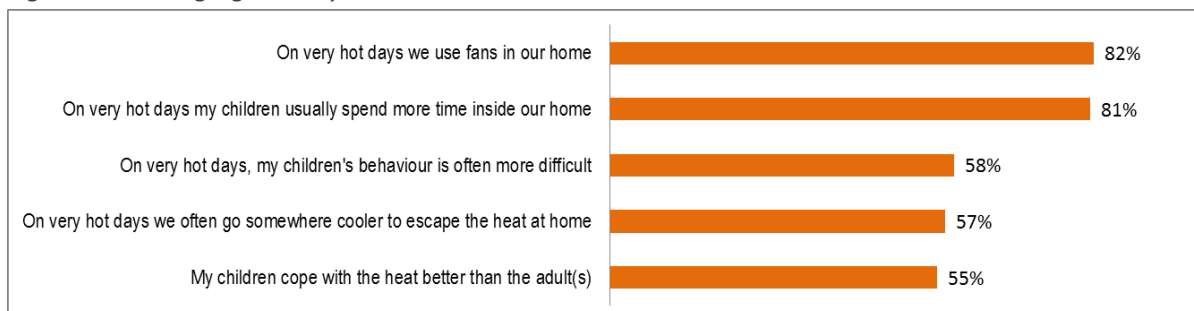 On very hot days we use fans in our home
82%
On very hot days my children usually spend more time inside our home
81%
On very hot days, my children's behaviour is often more difficult
58%
On very hot days we often go somewhere cooler to escape the heat at home
57%
My children cope with the heat better than the adult(s)
55%